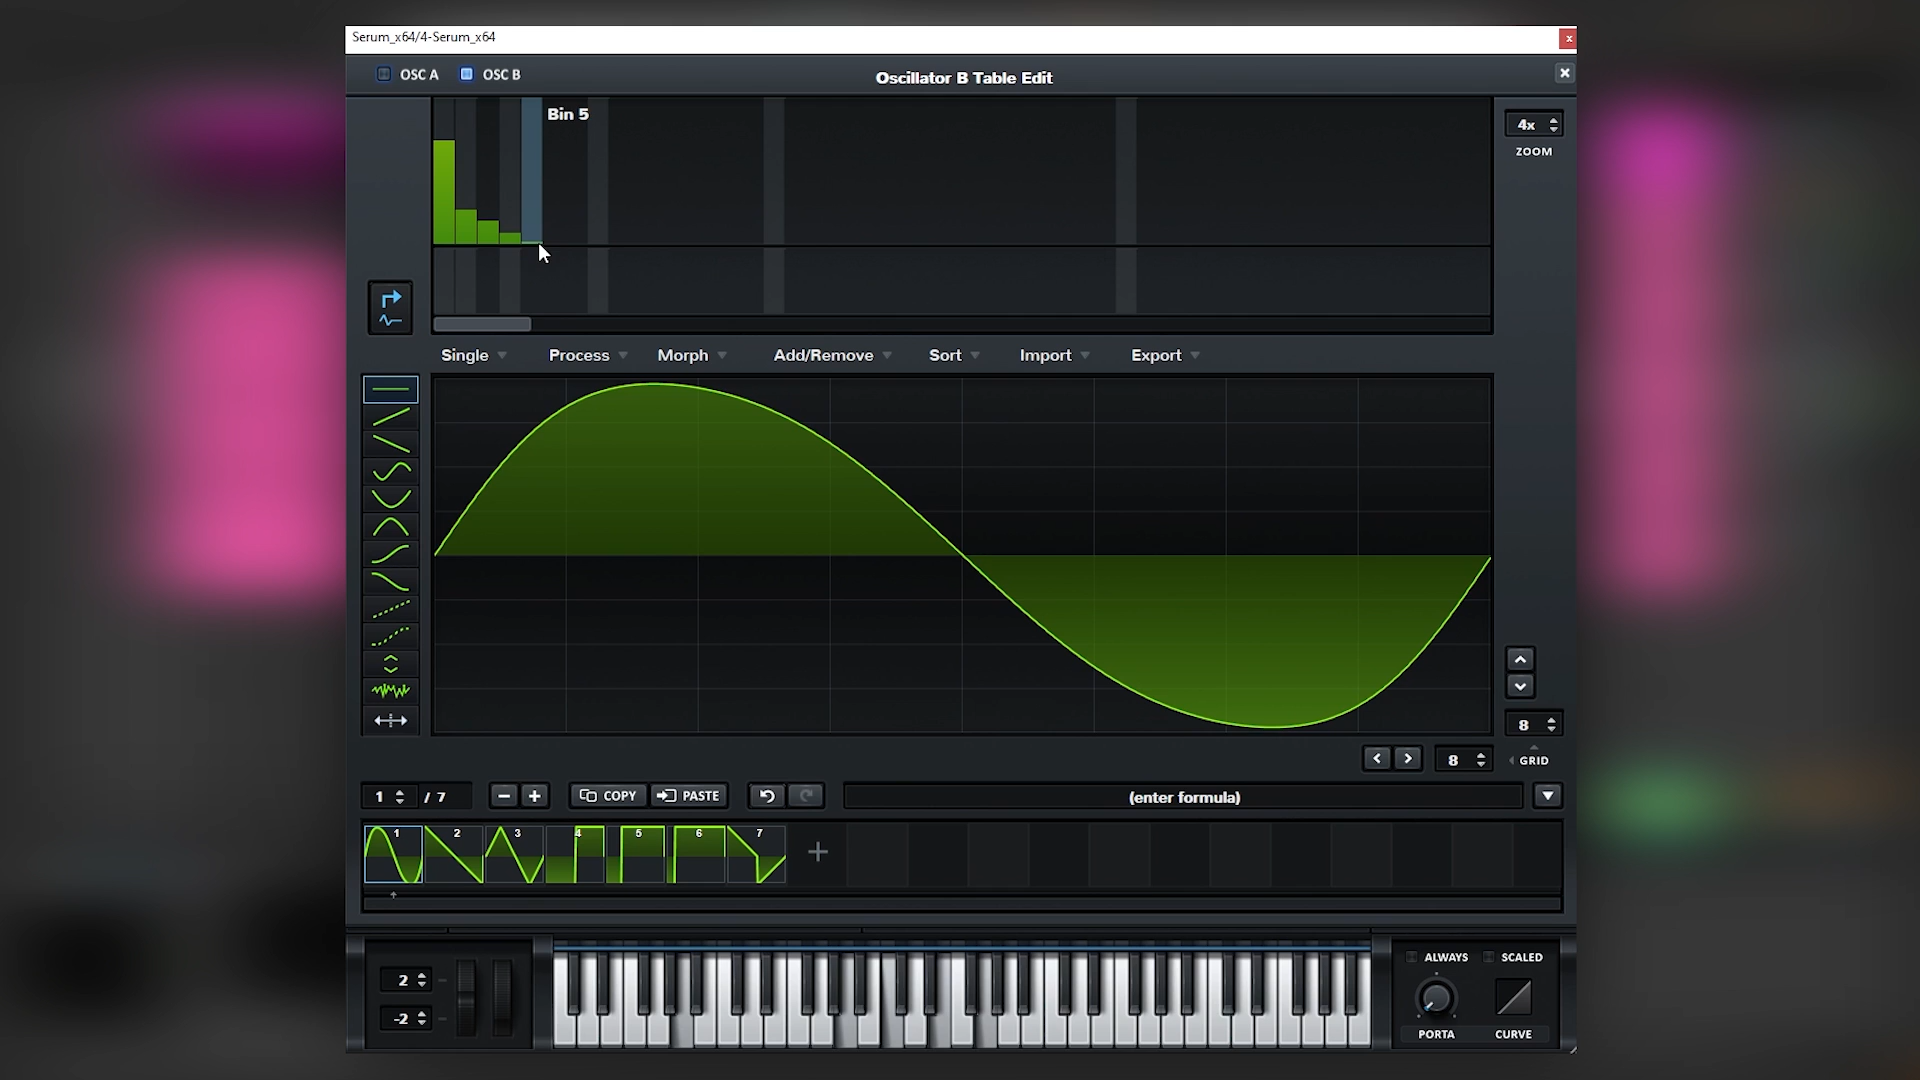 Serum_x64/4-Serum_x64
x
OSC A OSC B
Oscillator B Table Edit
Bin 5
4x
ZOOM
Single Process Morph Add/Remove Sort Import Export
8
8 GRID
1 / 7
COPY PASTE
(enter formula)
1 2 3 4 5 6 7
ALWAYS SCALED
2
-2
PORTA CURVE